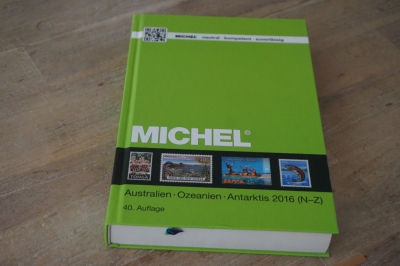 MICHEL neutral · kompetent · zuverlässig
MICHEL®
Australien · Ozeanien · Antarktis 2016 (N–Z)
40. Auflage